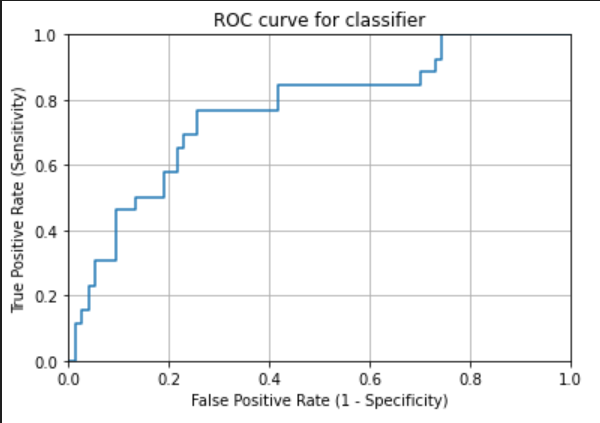 ROC curve for classifier
1.0
0.8
0.6
0.4
0.2
0.0
True Positive Rate (Sensitivity)
0.0 0.2 0.4 0.6 0.8 1.0
False Positive Rate (1 - Specificity)